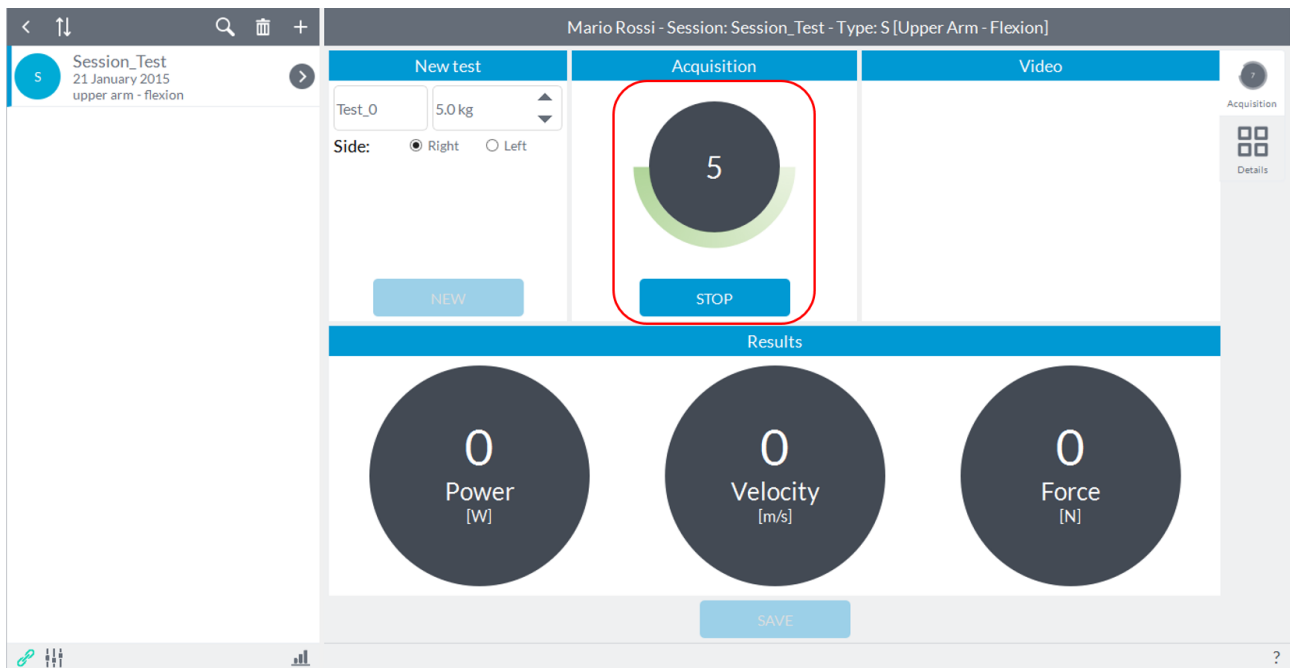 Mario Rossi - Session: Session_Test - Type: S [Upper Arm - Flexion]
S
Session_Test
21 January 2015
upper arm - flexion
New test
Acquisition
Video
Test_0
5.0 kg
Side:
Right
Left
NEW
5
STOP
7
Acquisition
Details
Results
0
Power
[W]
0
Velocity
[m/s]
0
Force
[N]
SAVE
?